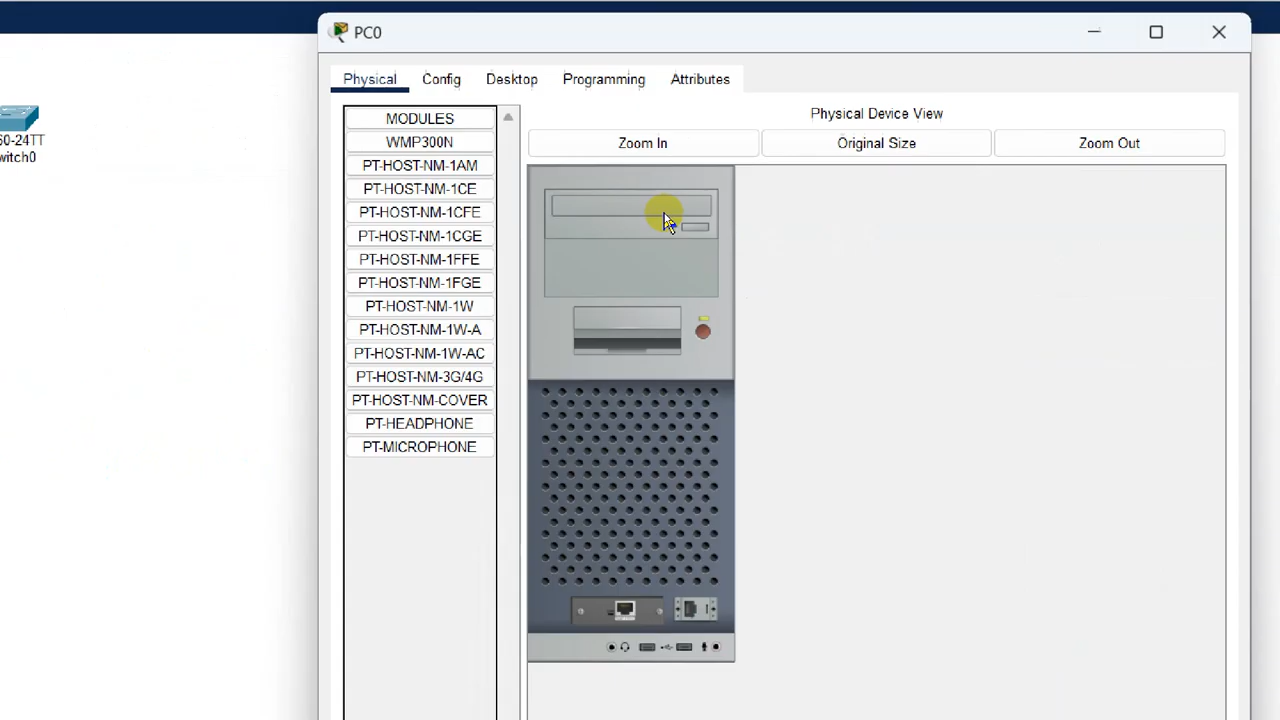 PC0
Physical Config Desktop Programming Attributes
60-24TT
witch0
MODULES
WMP300N
PT-HOST-NM-1AM
PT-HOST-NM-1CE
PT-HOST-NM-1CFE
PT-HOST-NM-1CGE
PT-HOST-NM-1FFE
PT-HOST-NM-1FGE
PT-HOST-NM-1W
PT-HOST-NM-1W-A
PT-HOST-NM-1W-AC
PT-HOST-NM-3G/4G
PT-HOST-NM-COVER
PT-HEADPHONE
PT-MICROPHONE
Physical Device View
Zoom In Original Size Zoom Out